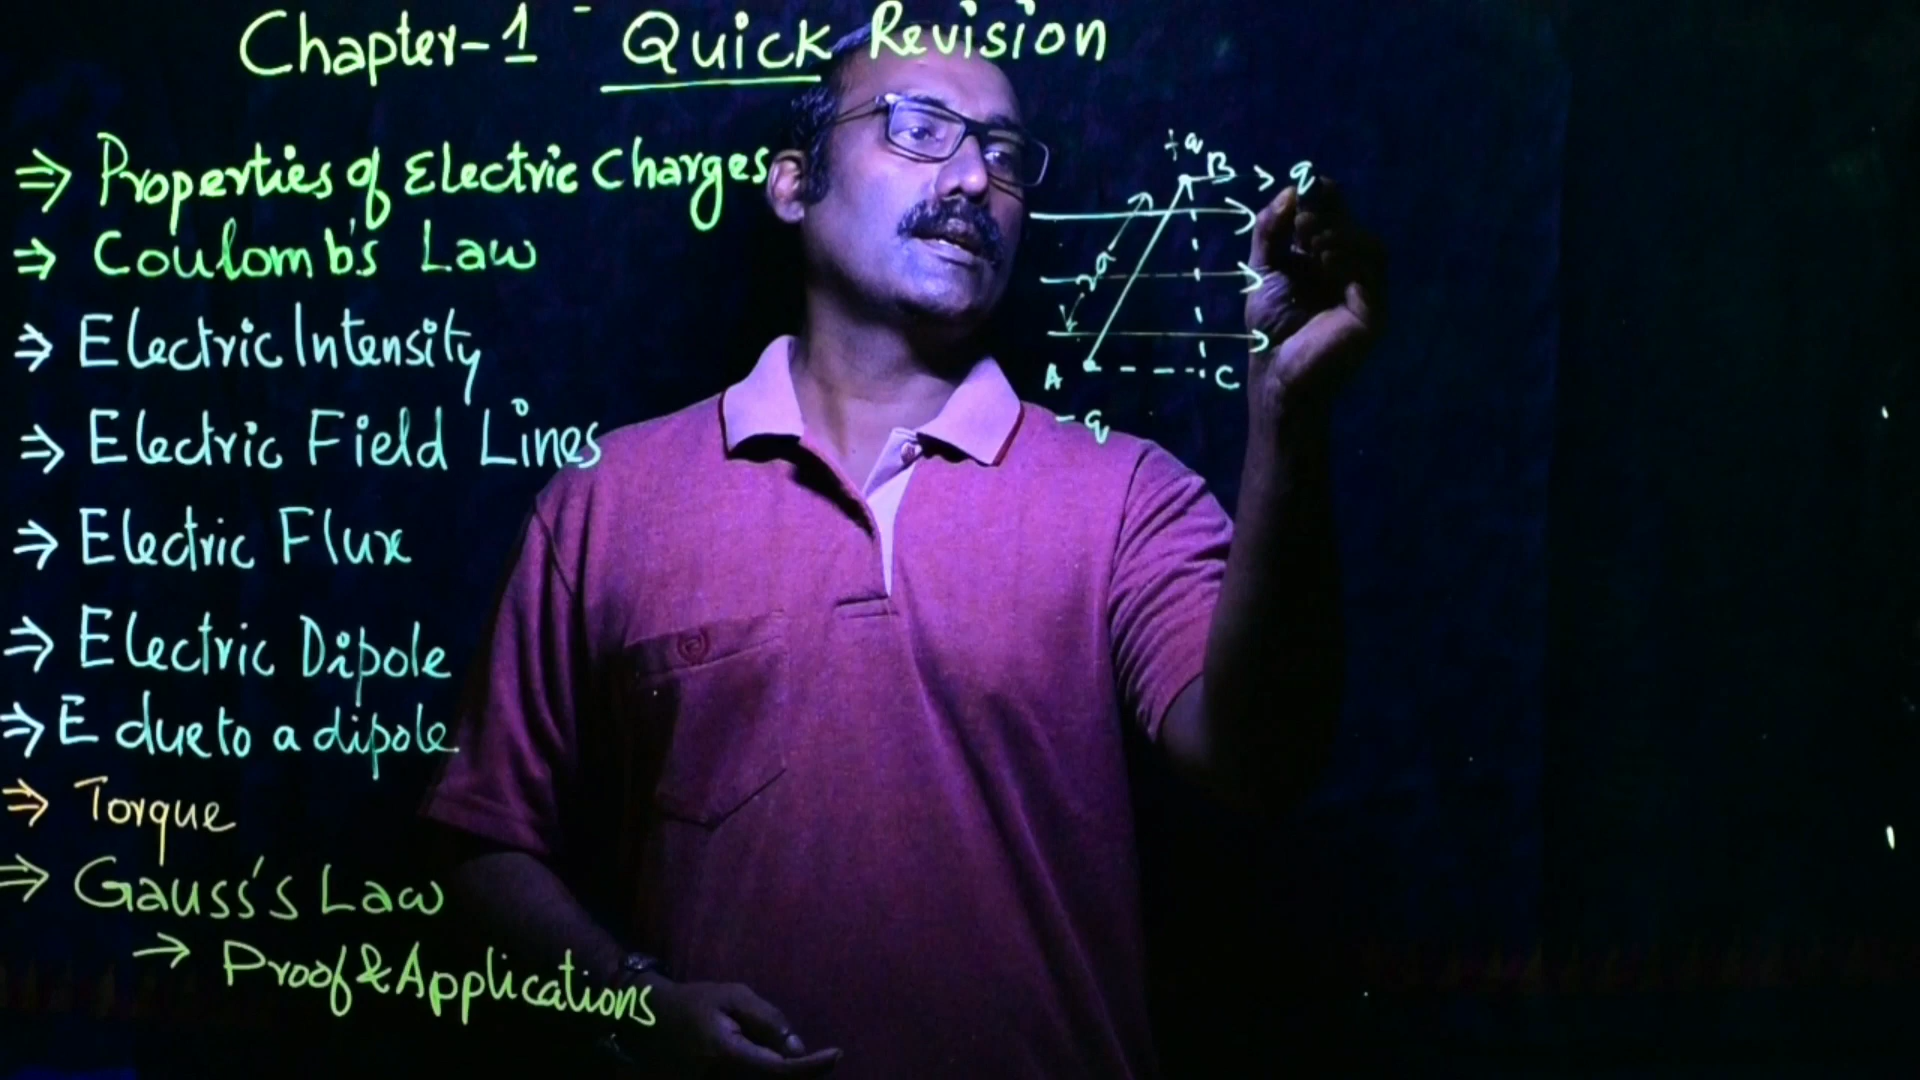 Chapter-1 Quick Revision
⇒ Properties of Electric Charges
⇒ Coulomb's Law
⇒ Electric Intensity
⇒ Electric Field Lines
⇒ Electric Flux
⇒ Electric Dipole
⇒ E due to a dipole
⇒ Torque
⇒ Gauss's Law
→ Proof & Applications
+q B → q
2a
A C
-q